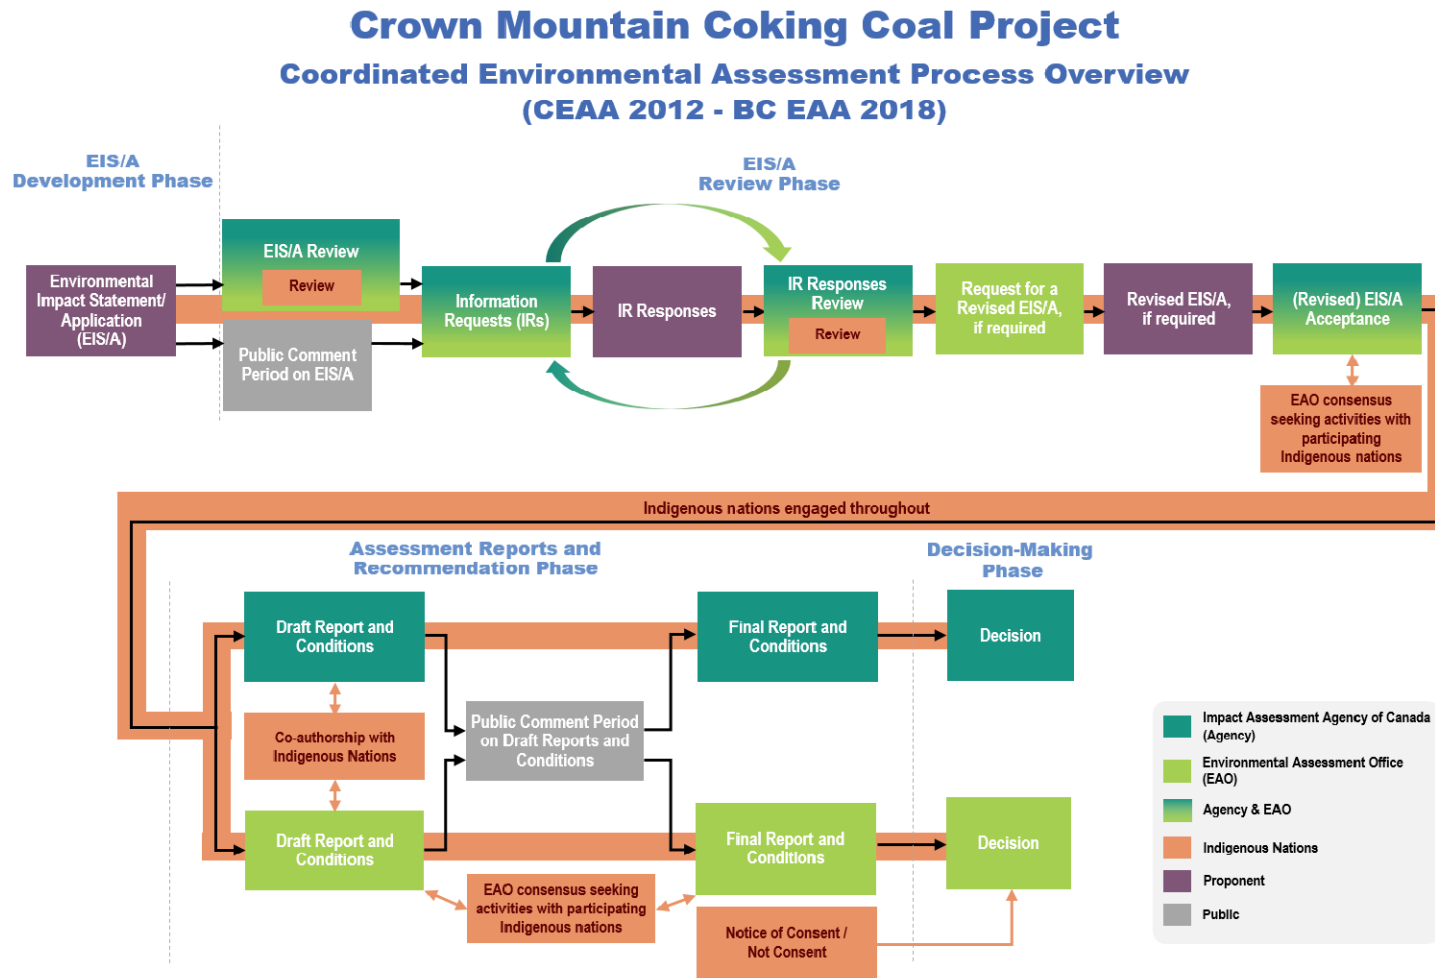 Crown Mountain Coking Coal Project
Coordinated Environmental Assessment Process Overview
(CEAA 2012 - BC EAA 2018)
EIS/A
Development Phase
EIS/A
Review Phase
Environmental
Impact Statement/
Application
(EIS/A)
EIS/A Review
Review
Public Comment
Period on EIS/A
Information
Requests (IRs)
IR Responses
IR Responses
Review
Review
Request for a
Revised EIS/A,
if required
Revised EIS/A,
if required
(Revised) EIS/A
Acceptance
EAO consensus
seeking activities with
participating
Indigenous nations
Indigenous nations engaged throughout
Assessment Reports and
Recommendation Phase
Decision-Making
Phase
Draft Report and
Conditions
Final Report and
Conditions
Decision
Co-authorship with
Indigenous Nations
Public Comment Period
on Draft Reports and
Conditions
Draft Report and
Conditions
Final Report and
Conditions
Decision
EAO consensus seeking
activities with participating
Indigenous nations
Notice of Consent /
Not Consent
Impact Assessment Agency of Canada
(Agency)
Environmental Assessment Office
(EAO)
Agency & EAO
Indigenous Nations
Proponent
Public